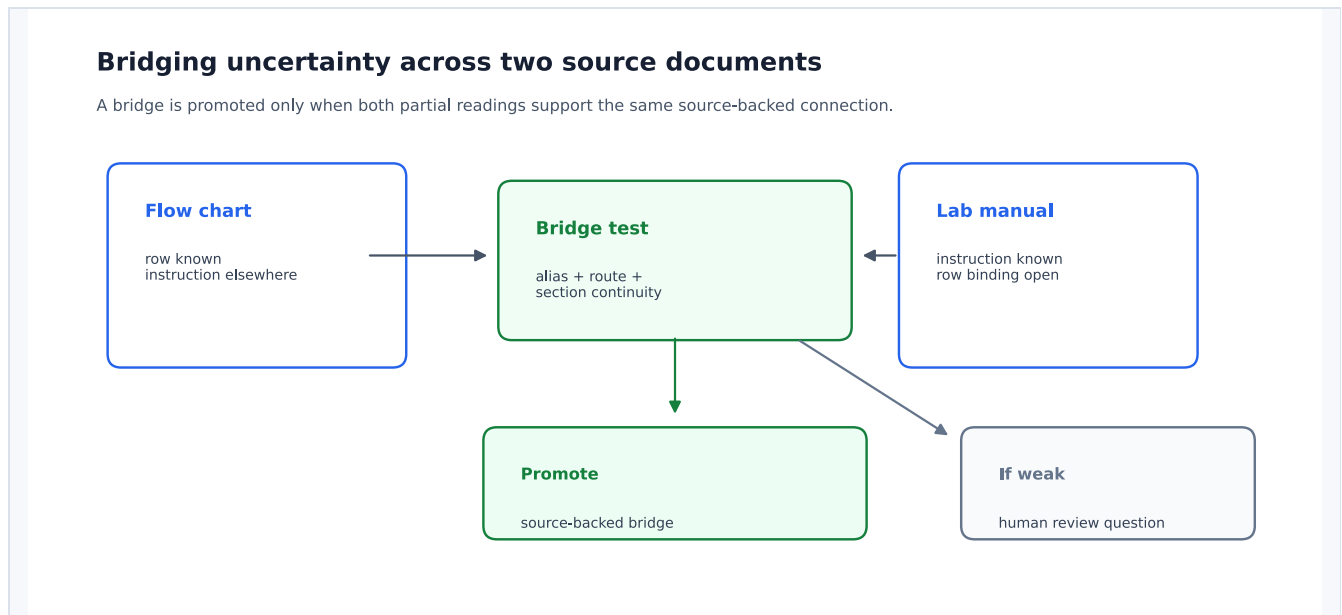 Bridging uncertainty across two source documents
A bridge is promoted only when both partial readings support the same source-backed connection.
Flow chart
row known
instruction elsewhere
Bridge test
alias + route +
section continuity
Lab manual
instruction known
row binding open
Promote
source-backed bridge
If weak
human review question